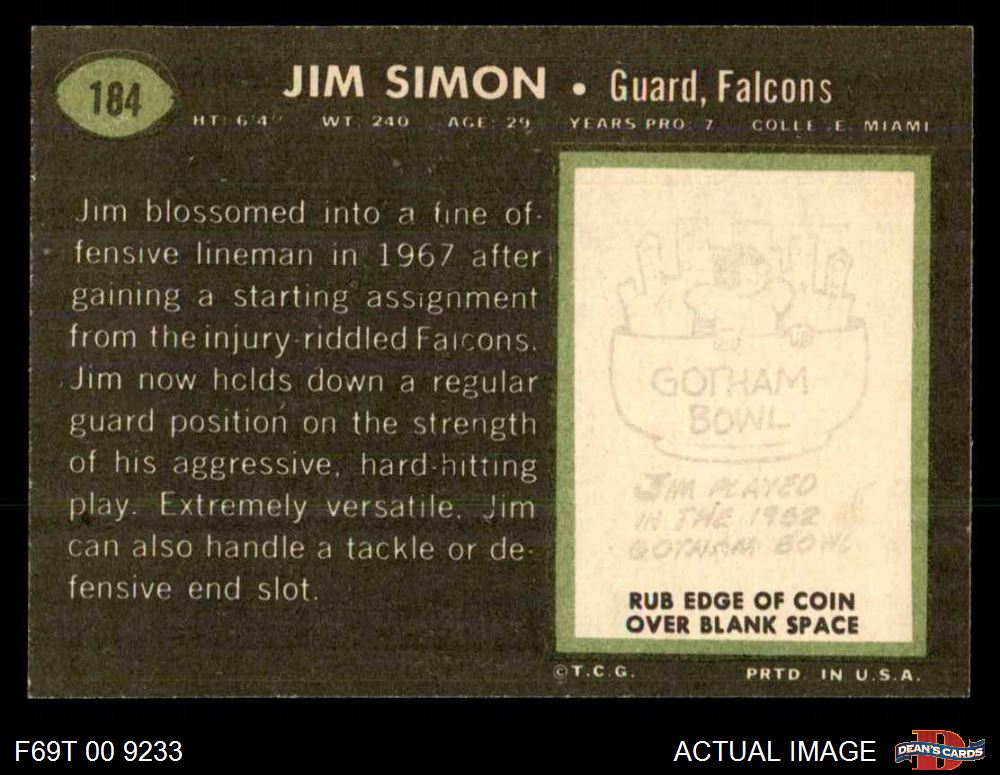 184
JIM SIMON • Guard, Falcons
HT: 6'4" WT: 240 AGE: 29 YEARS PRO: 7 COLLE E MIAMI
Jim blossomed into a fine of-
fensive lineman in 1967 after
gaining a starting assignment
from the injury-riddled Falcons.
Jim now holds down a regular
guard position on the strength
of his aggressive, hard-hitting
play. Extremely versatile, Jim
can also handle a tackle or de-
fensive end slot.
GOTHAM
BOWL
JIM PLAYED
IN THE 1962
GOTHAM BOWL
RUB EDGE OF COIN
OVER BLANK SPACE
©T.C.G. PRTD IN U.S.A.
F69T 00 9233
ACTUAL IMAGE
D
DEAN'S CARDS